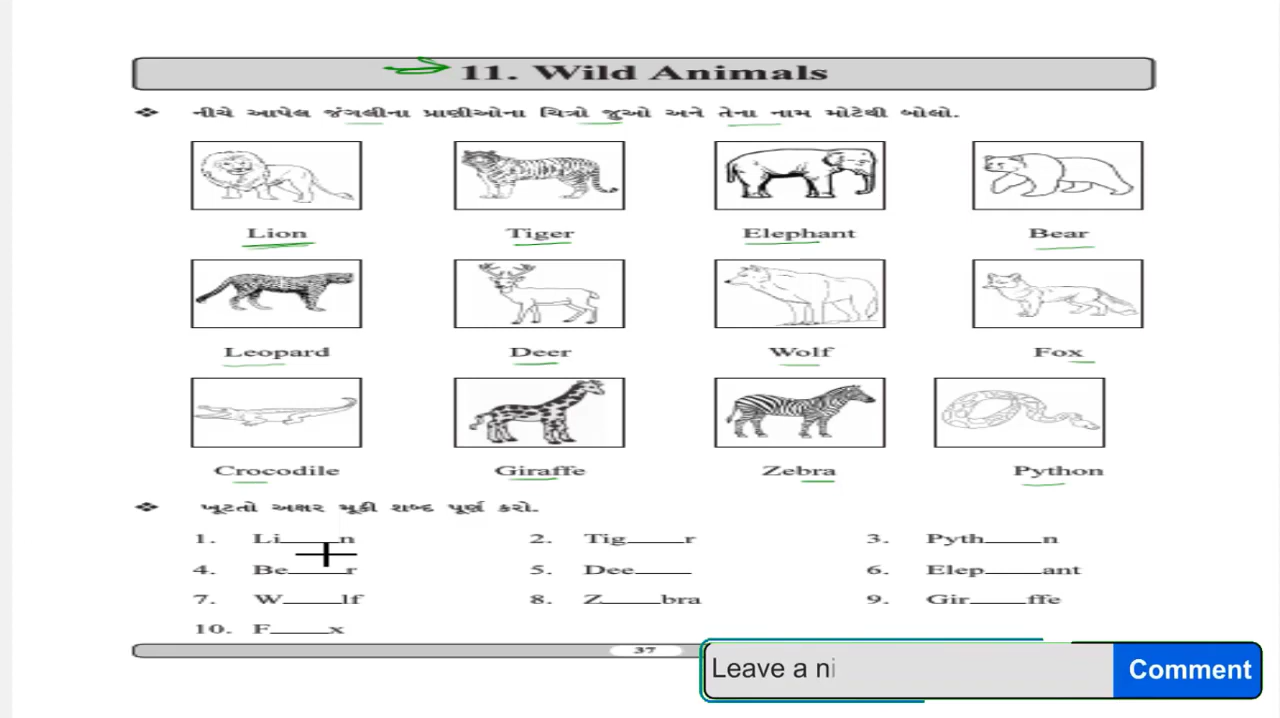 11. Wild Animals
❖ નીચે આપેલ જંગલીના પ્રાણીઓના ચિત્રો જુઓ અને તેના નામ મોટેથી બોલો.
Lion Tiger Elephant Bear
Leopard Deer Wolf Fox
Crocodile Giraffe Zebra Python
❖ ખૂટતો અક્ષર મૂકી શબ્દ પૂર્ણ કરો.
1. Li____n 2. Tig____r 3. Pyth____n
4. Be____r 5. Dee____ 6. Elep____ant
7. W____lf 8. Z____bra 9. Gir____ffe
10. F____x
37
Leave a ni Comment